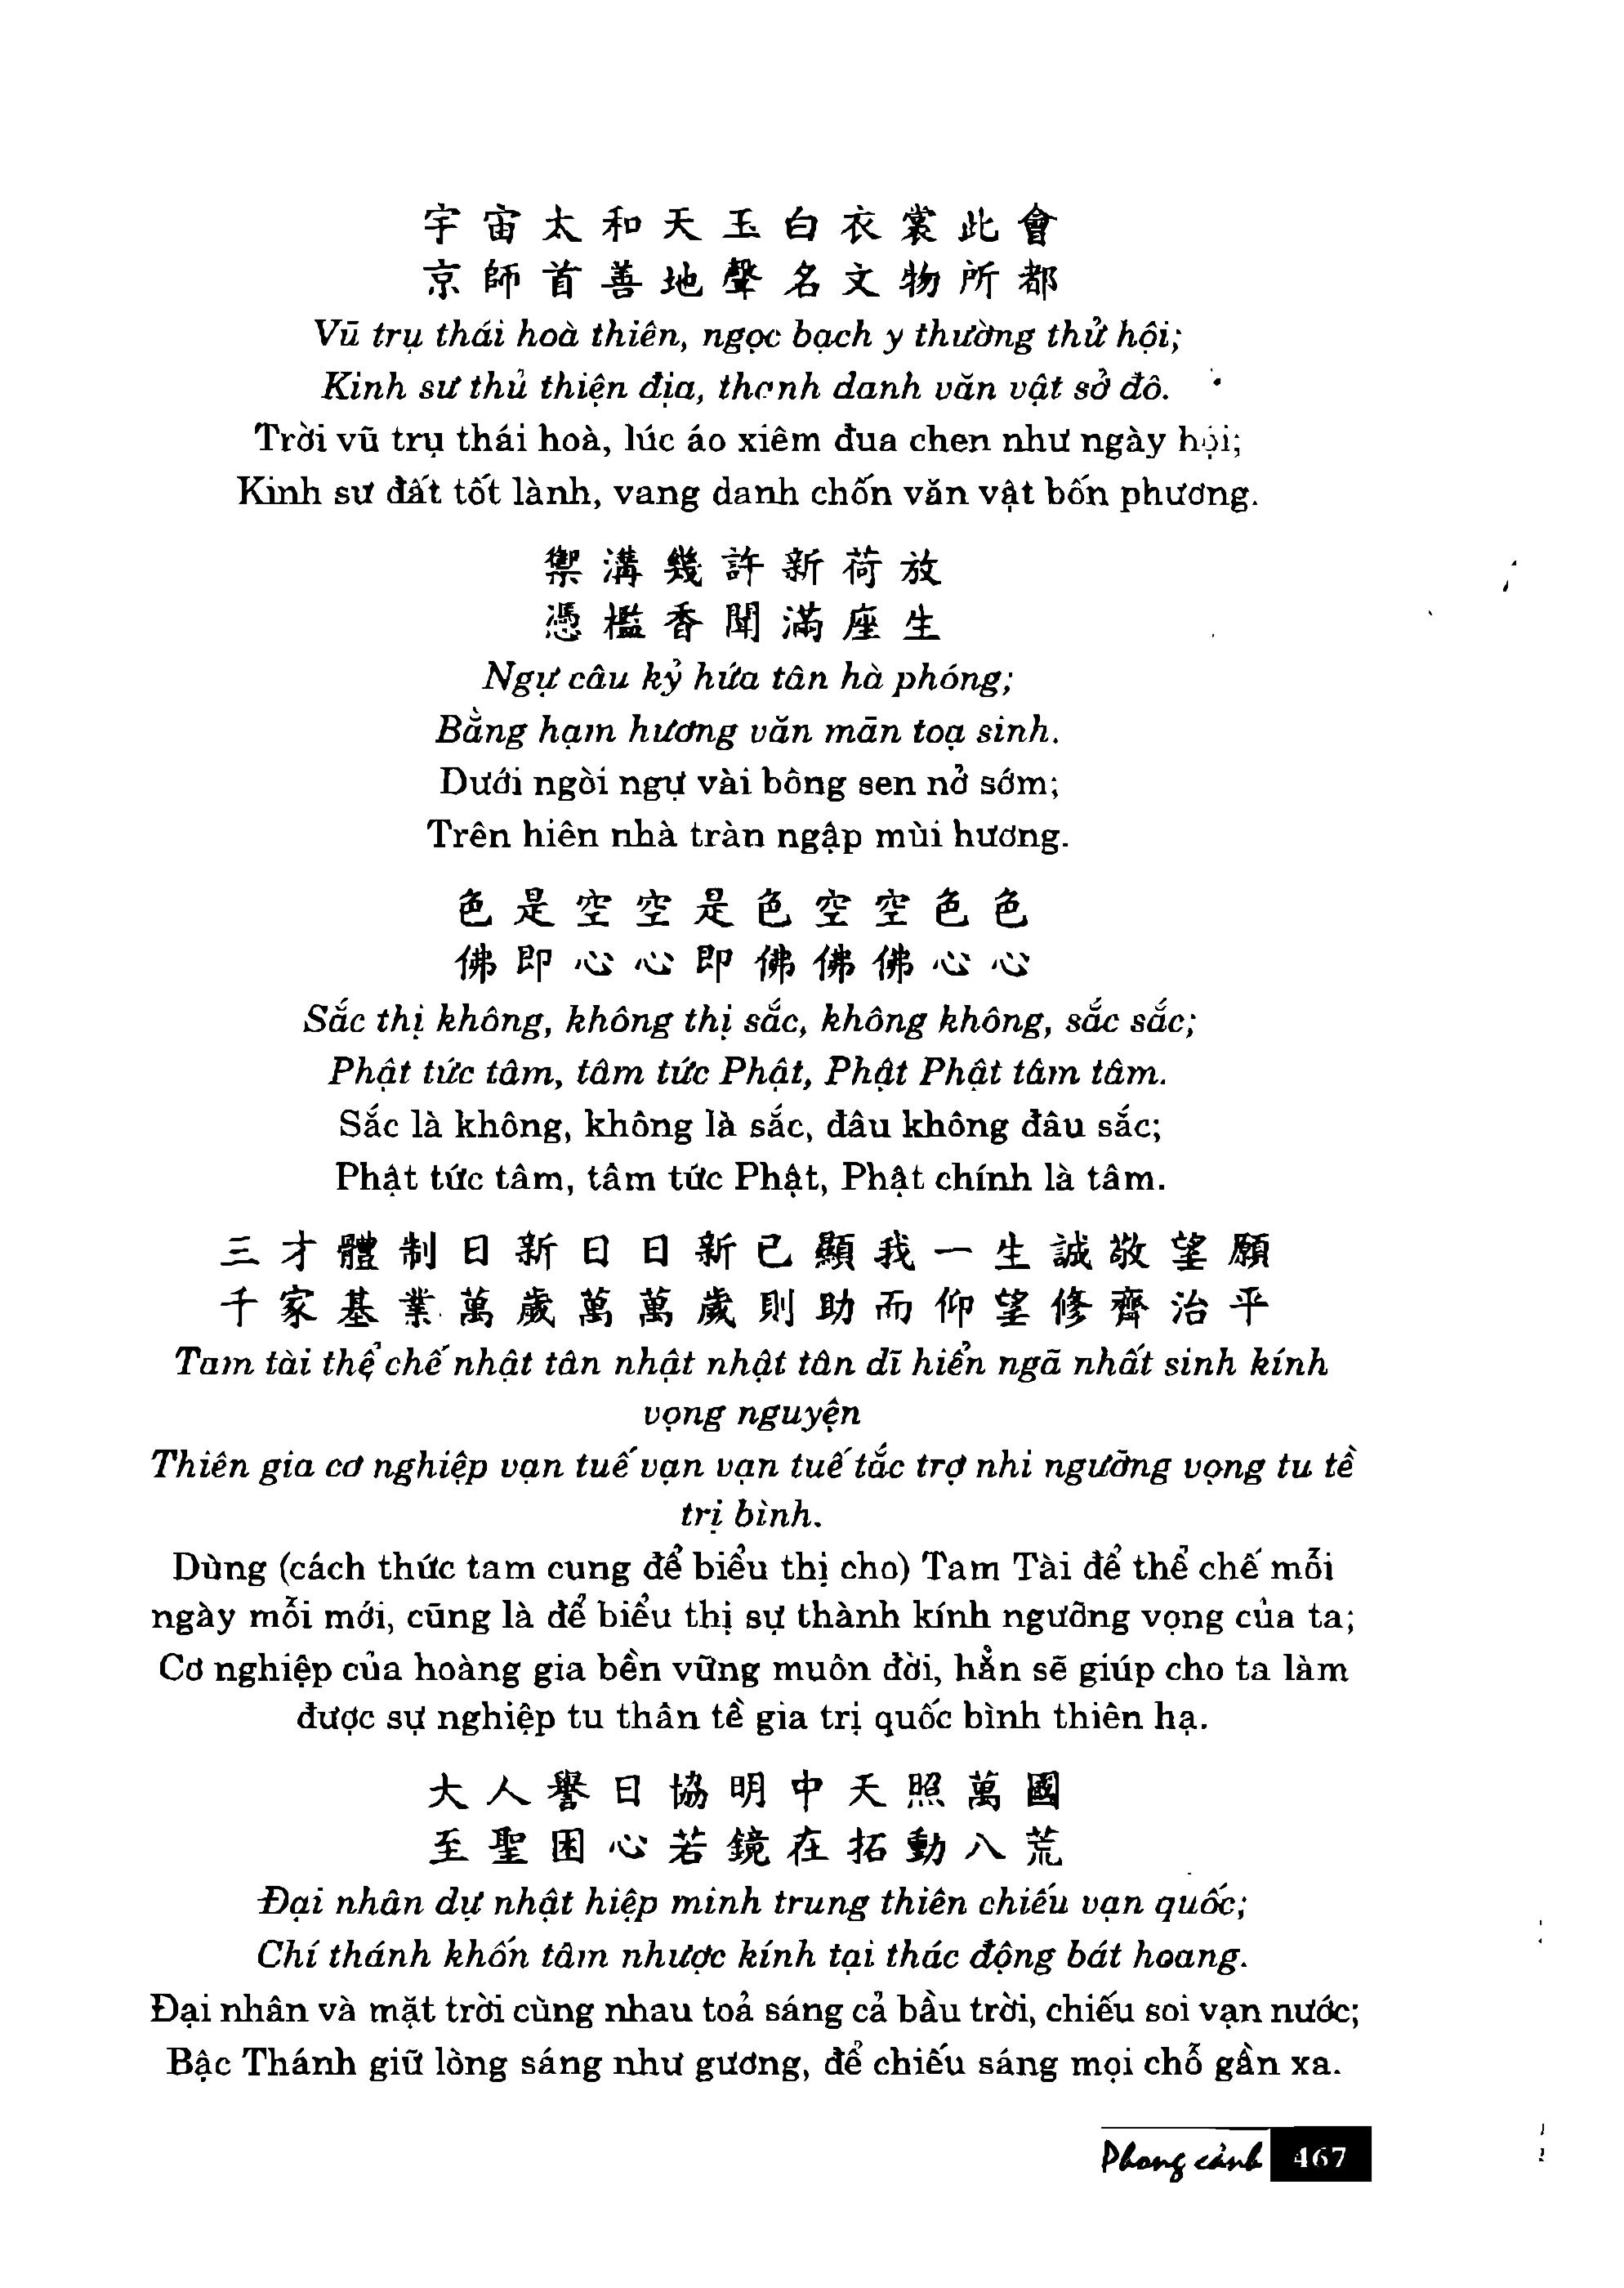 宇宙太和天玉白衣裳此會
京師首善地聲名文物所都
Vũ trụ thái hoà thiên, ngọc bạch y thường thử hội;
Kinh sư thủ thiện địa, thanh danh văn vật sở đô.
Trời vũ trụ thái hoà, lúc áo xiêm đua chen như ngày hội;
Kinh sư đất tốt lành, vang danh chốn văn vật bốn phương.
禦溝幾許新荷放
憑檻香聞滿座生
Ngự câu kỷ hứa tân hà phóng;
Bằng hạm hương văn mãn toạ sinh.
Dưới ngòi ngự vài bông sen nở sớm;
Trên hiên nhà tràn ngập mùi hương.
色是空空是色空空色色
佛即心心即佛佛佛心心
Sắc thị không, không thị sắc, không không, sắc sắc;
Phật tức tâm, tâm tức Phật, Phật Phật tâm tâm.
Sắc là không, không là sắc, đâu không đâu sắc;
Phật tức tâm, tâm tức Phật, Phật chính là tâm.
三才體制日新日日新已顯我一生誠敬望願
千家基業萬歲萬萬歲則助而仰望修齊治平
Tam tài thể chế nhật tân nhật nhật tân dĩ hiển ngã nhất sinh kính
vọng nguyện
Thiên gia cơ nghiệp vạn tuế vạn vạn tuế tắc trợ nhi ngưỡng vọng tu tề
trị bình.
Dùng (cách thức tam cung để biểu thị cho) Tam Tài để thể chế mỗi
ngày mỗi mới, cũng là để biểu thị sự thành kính ngưỡng vọng của ta;
Cơ nghiệp của hoàng gia bền vững muôn đời, hẳn sẽ giúp cho ta làm
được sự nghiệp tu thân tề gia trị quốc bình thiên hạ.
大人譽日協明中天照萬國
至聖困心若鏡在拓動八荒
Đại nhân dự nhật hiệp minh trung thiên chiếu vạn quốc;
Chí thánh khốn tâm nhược kính tại thác động bát hoang.
Đại nhân và mặt trời cùng nhau toả sáng cả bầu trời, chiếu soi vạn nước;
Bậc Thánh giữ lòng sáng như gương, để chiếu sáng mọi chỗ gần xa.
Phong cảnh 467